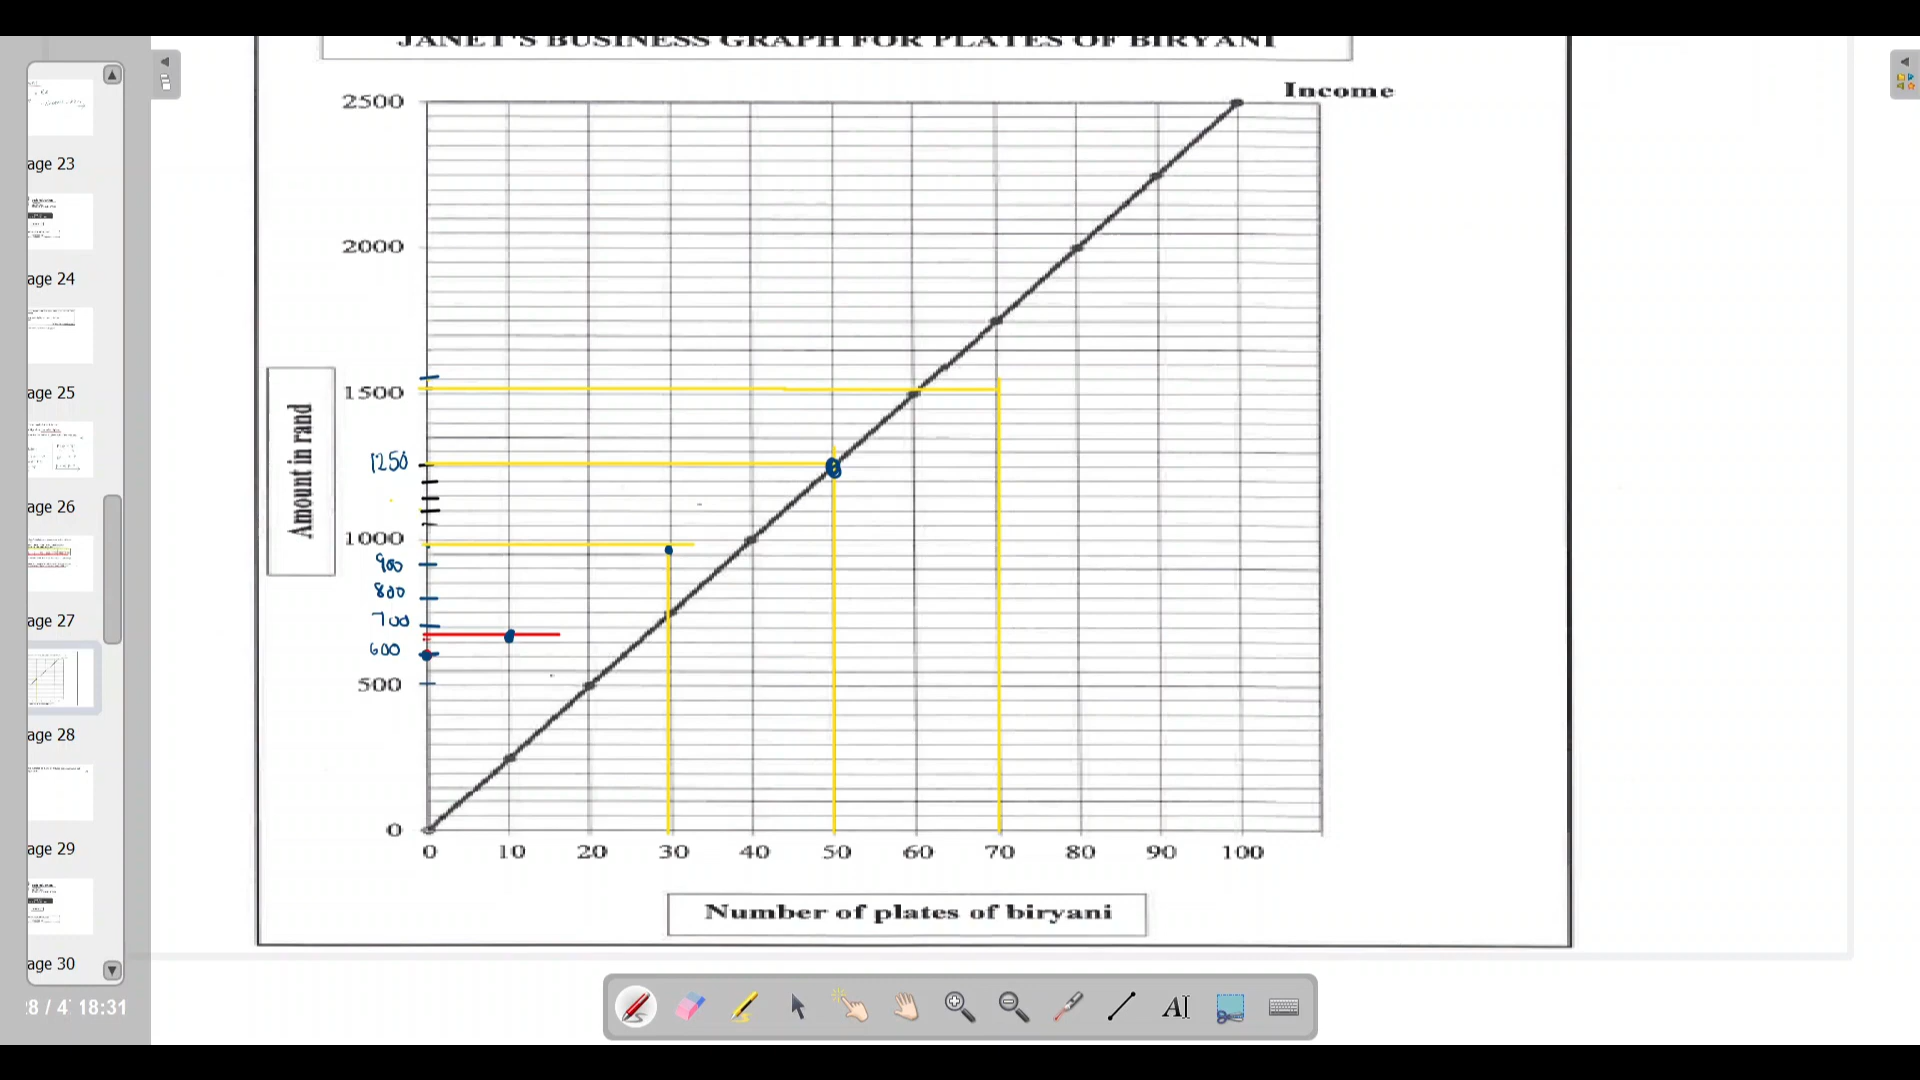 JANET'S BUSINESS GRAPH FOR PLATES OF BIRYANI
Income
2500
2000
1500
1250
1000
900
800
700
600
500
0
Amount in rand
0 10 20 30 40 50 60 70 80 90 100
Number of plates of biryani
age 23
age 24
age 25
age 26
age 27
age 28
age 29
age 30
8 / 4 18:31
A